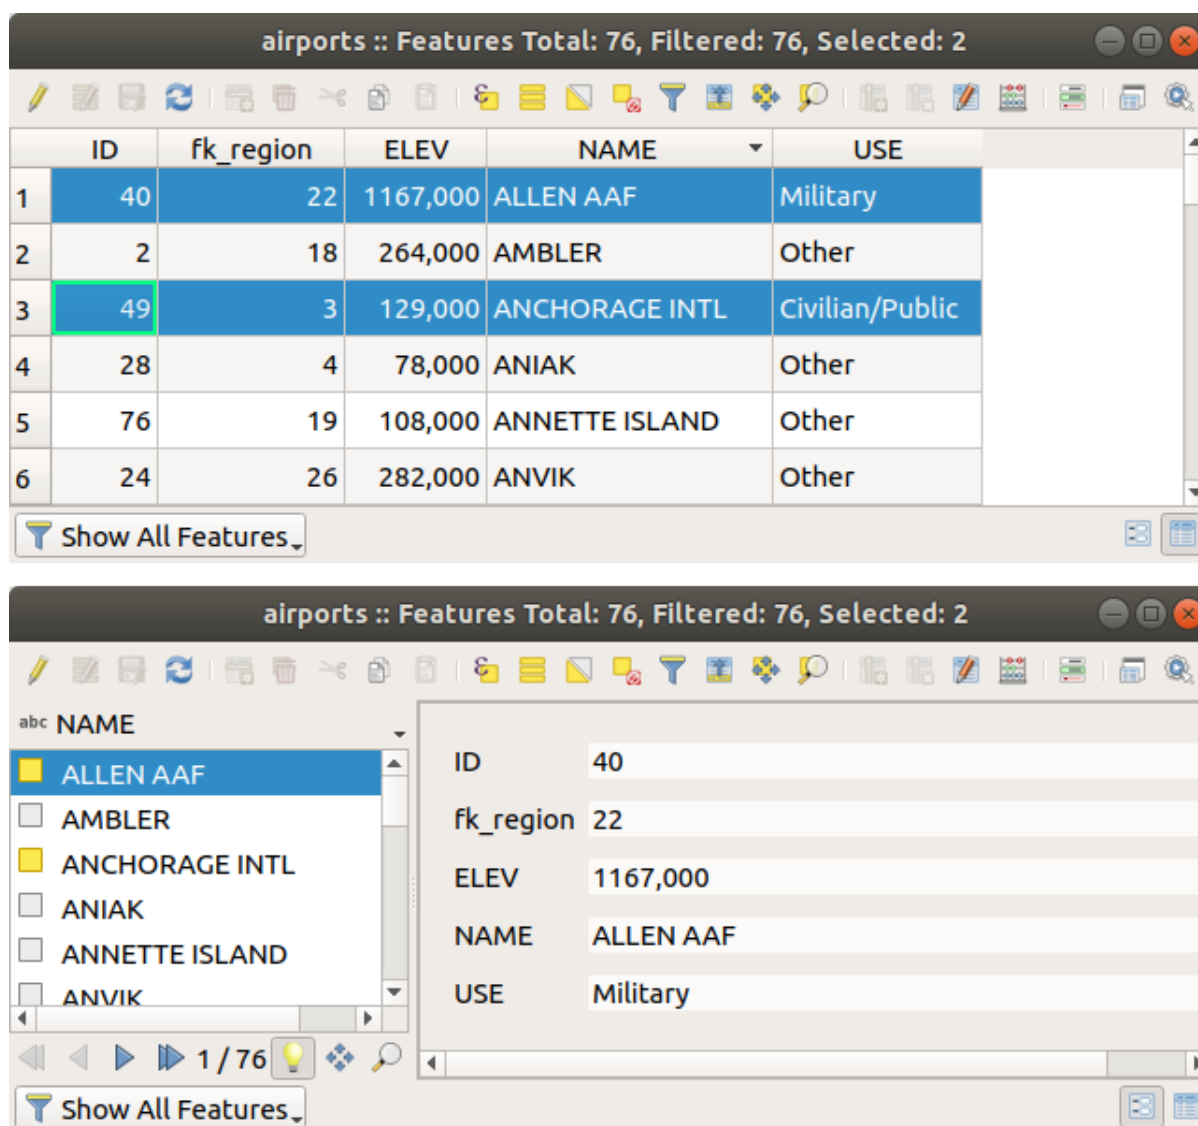 airports :: Features Total: 76, Filtered: 76, Selected: 2
ID fk_region ELEV NAME USE
1 40 22 1167,000 ALLEN AAF Military
2 2 18 264,000 AMBLER Other
3 49 3 129,000 ANCHORAGE INTL Civilian/Public
4 28 4 78,000 ANIAK Other
5 76 19 108,000 ANNETTE ISLAND Other
6 24 26 282,000 ANVIK Other
Show All Features
airports :: Features Total: 76, Filtered: 76, Selected: 2
abc NAME
ALLEN AAF
AMBLER
ANCHORAGE INTL
ANIAK
ANNETTE ISLAND
ANVIK
1 / 76
ID 40
fk_region 22
ELEV 1167,000
NAME ALLEN AAF
USE Military
Show All Features